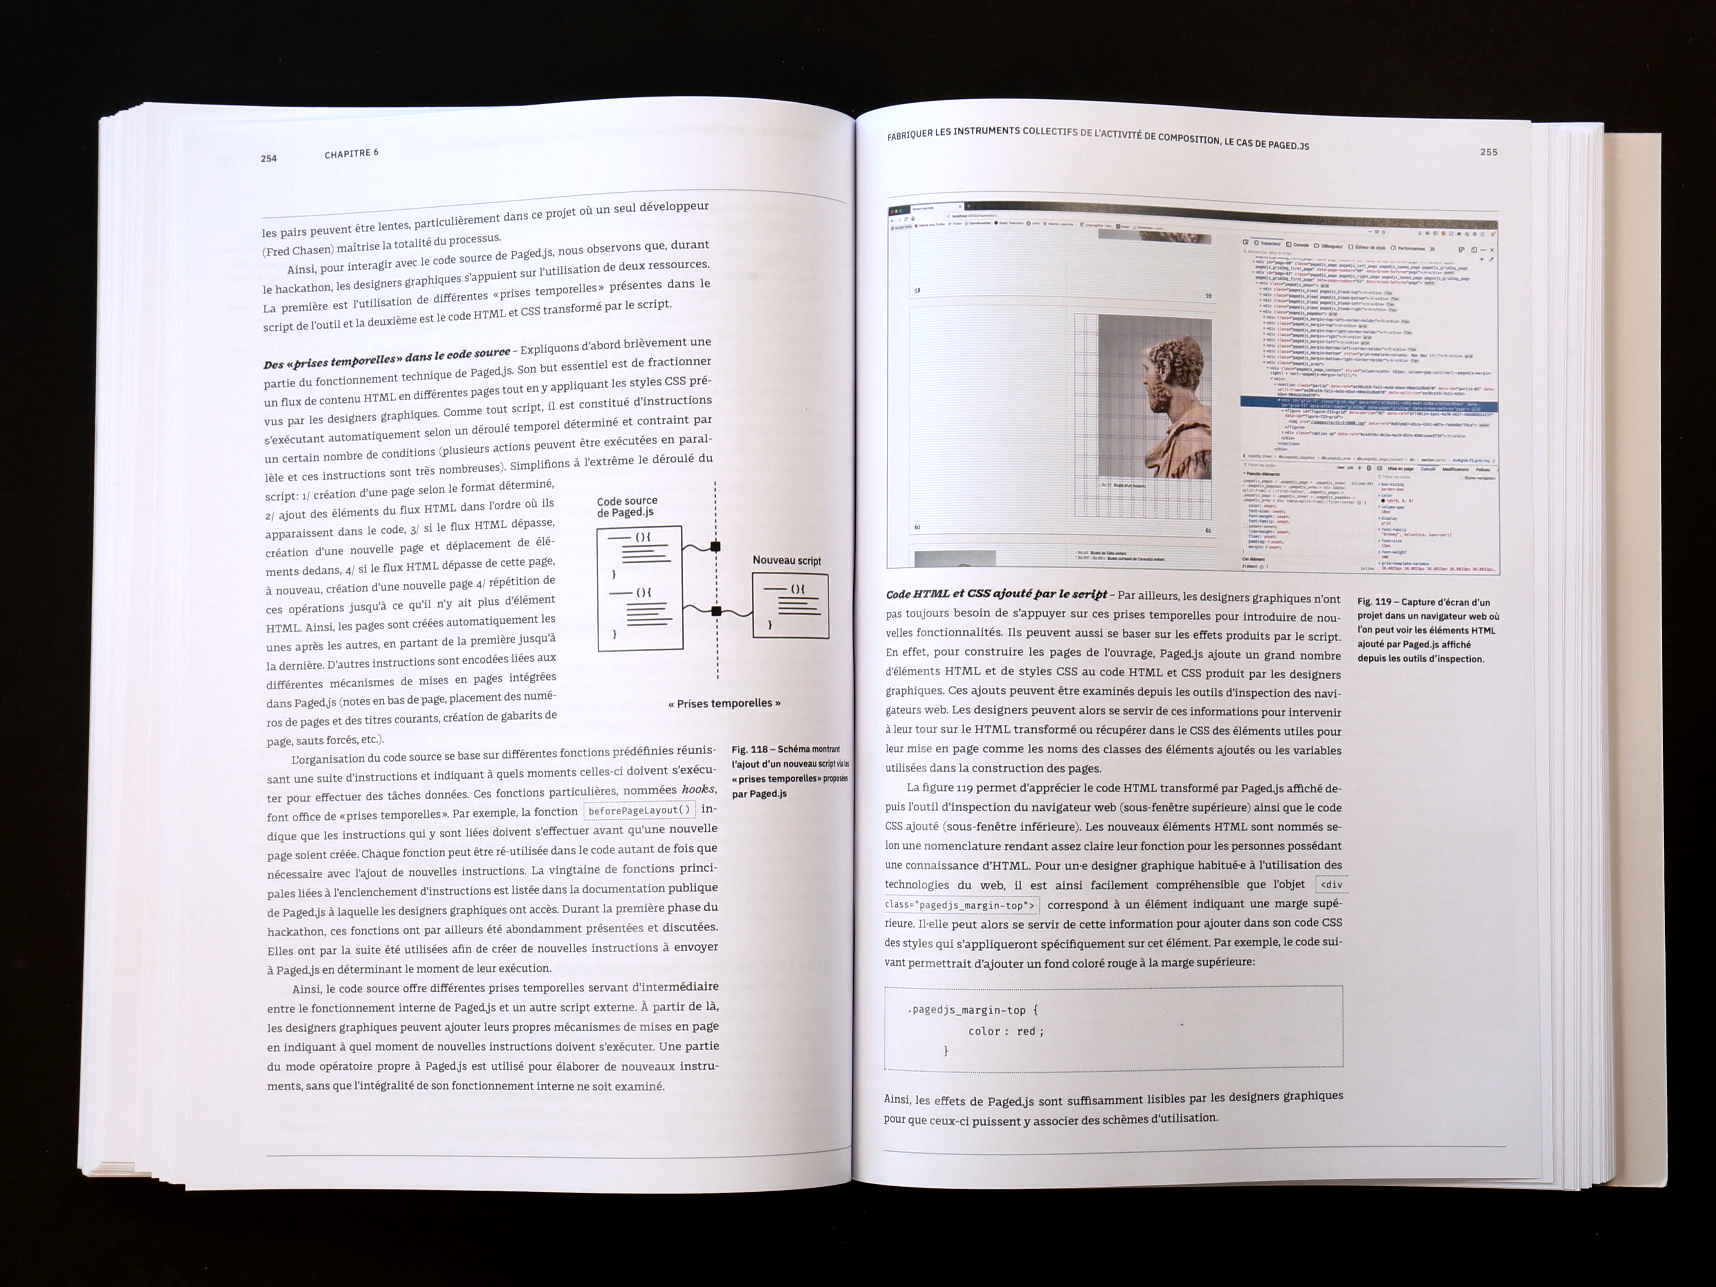 254
CHAPITRE 6
les pairs peuvent être lentes, particulièrement dans ce projet où un seul développeur
(Fred Chasen) maîtrise la totalité du processus.
Ainsi, pour interagir avec le code source de Paged.js, nous observons que, durant
le hackathon, les designers graphiques s'appuient sur l'utilisation de deux ressources.
La première est l'utilisation de différentes «prises temporelles» présentes dans le
script de l'outil et la deuxième est le code HTML et CSS transformé par le script.
Des «prises temporelles» dans le code source – Expliquons d'abord brièvement une
partie du fonctionnement technique de Paged.js. Son but essentiel est de fractionner
un flux de contenu HTML en différentes pages tout en y appliquant les styles CSS pré-
vus par les designers graphiques. Comme tout script, il est constitué d'instructions
s'exécutant automatiquement selon un déroulé temporel déterminé et contraint par
un certain nombre de conditions (plusieurs actions peuvent être exécutées en paral-
lèle et ces instructions sont très nombreuses). Simplifions à l'extrême le déroulé du
script: 1/ création d'une page selon le format déterminé,
2/ ajout des éléments du flux HTML dans l'ordre où ils
apparaissent dans le code, 3/ si le flux HTML dépasse,
création d'une nouvelle page et déplacement de élé-
ments dedans, 4/ si le flux HTML dépasse de cette page,
à nouveau, création d'une nouvelle page 4/ répétition de
ces opérations jusqu'à ce qu'il n'y ait plus d'élément
HTML. Ainsi, les pages sont créées automatiquement les
unes après les autres, en partant de la première jusqu'à
la dernière. D'autres instructions sont encodées liées aux
différentes mécanismes de mises en pages intégrées
dans Paged.js (notes en bas de page, placement des numé-
ros de pages et des titres courants, création de gabarits de
page, sauts forcés, etc.).
Code source
de Paged.js
(){
}
(){
}
Nouveau script
(){
}
« Prises temporelles »
Fig. 118 – Schéma montrant
l'ajout d'un nouveau script via les
«prises temporelles» proposées
par Paged.js
L'organisation du code source se base sur différentes fonctions prédéfinies réunis-
sant une suite d'instructions et indiquant à quels moments celles-ci doivent s'exécu-
ter pour effectuer des tâches données. Ces fonctions particulières, nommées hooks,
font office de «prises temporelles». Par exemple, la fonction beforePageLayout() in-
dique que les instructions qui y sont liées doivent s'effectuer avant qu'une nouvelle
page soient créée. Chaque fonction peut être ré-utilisée dans le code autant de fois que
nécessaire avec l'ajout de nouvelles instructions. La vingtaine de fonctions princi-
pales liées à l'enclenchement d'instructions est listée dans la documentation publique
de Paged.js à laquelle les designers graphiques ont accès. Durant la première phase du
hackathon, ces fonctions ont par ailleurs été abondamment présentées et discutées.
Elles ont par la suite été utilisées afin de créer de nouvelles instructions à envoyer
à Paged.js en déterminant le moment de leur exécution.
Ainsi, le code source offre différentes prises temporelles servant d'intermédiaire
entre le fonctionnement interne de Paged.js et un autre script externe. À partir de là,
les designers graphiques peuvent ajouter leurs propres mécanismes de mises en page
en indiquant à quel moment de nouvelles instructions doivent s'exécuter. Une partie
du mode opératoire propre à Paged.js est utilisé pour élaborer de nouveaux instru-
ments, sans que l'intégralité de son fonctionnement interne ne soit examiné.
FABRIQUER LES INSTRUMENTS COLLECTIFS DE L'ACTIVITÉ DE COMPOSITION, LE CAS DE PAGED.JS
255
58
59
60
61
Inspecteur
Console
Débogueur
Éditeur de style
Performances
Code HTML et CSS ajouté par le script – Par ailleurs, les designers graphiques n'ont
pas toujours besoin de s'appuyer sur ces prises temporelles pour introduire de nou-
velles fonctionnalités. Ils peuvent aussi se baser sur les effets produits par le script.
En effet, pour construire les pages de l'ouvrage, Paged.js ajoute un grand nombre
d'éléments HTML et de styles CSS au code HTML et CSS produit par les designers
graphiques. Ces ajouts peuvent être examinés depuis les outils d'inspection des navi-
gateurs web. Les designers peuvent alors se servir de ces informations pour intervenir
à leur tour sur le HTML transformé ou récupérer dans le CSS des éléments utiles pour
leur mise en page comme les noms des classes des éléments ajoutés ou les variables
utilisées dans la construction des pages.
Fig. 119 – Capture d'écran d'un
projet dans un navigateur web où
l'on peut voir les éléments HTML
ajouté par Paged.js affiché
depuis les outils d'inspection.
La figure 119 permet d'apprécier le code HTML transformé par Paged.js affiché de-
puis l'outil d'inspection du navigateur web (sous-fenêtre supérieure) ainsi que le code
CSS ajouté (sous-fenêtre inférieure). Les nouveaux éléments HTML sont nommés se-
lon une nomenclature rendant assez claire leur fonction pour les personnes possédant
une connaissance d'HTML. Pour un·e designer graphique habitué·e à l'utilisation des
technologies du web, il est ainsi facilement compréhensible que l'objet <div
class="pagedjs_margin-top"> correspond à un élément indiquant une marge supé-
rieure. Il·elle peut alors se servir de cette information pour ajouter dans son code CSS
des styles qui s'appliqueront spécifiquement sur cet élément. Par exemple, le code sui-
vant permettrait d'ajouter un fond coloré rouge à la marge supérieure:
.pagedjs_margin-top {
color : red ;
}
Ainsi, les effets de Paged.js sont suffisamment lisibles par les designers graphiques
pour que ceux-ci puissent y associer des schèmes d'utilisation.